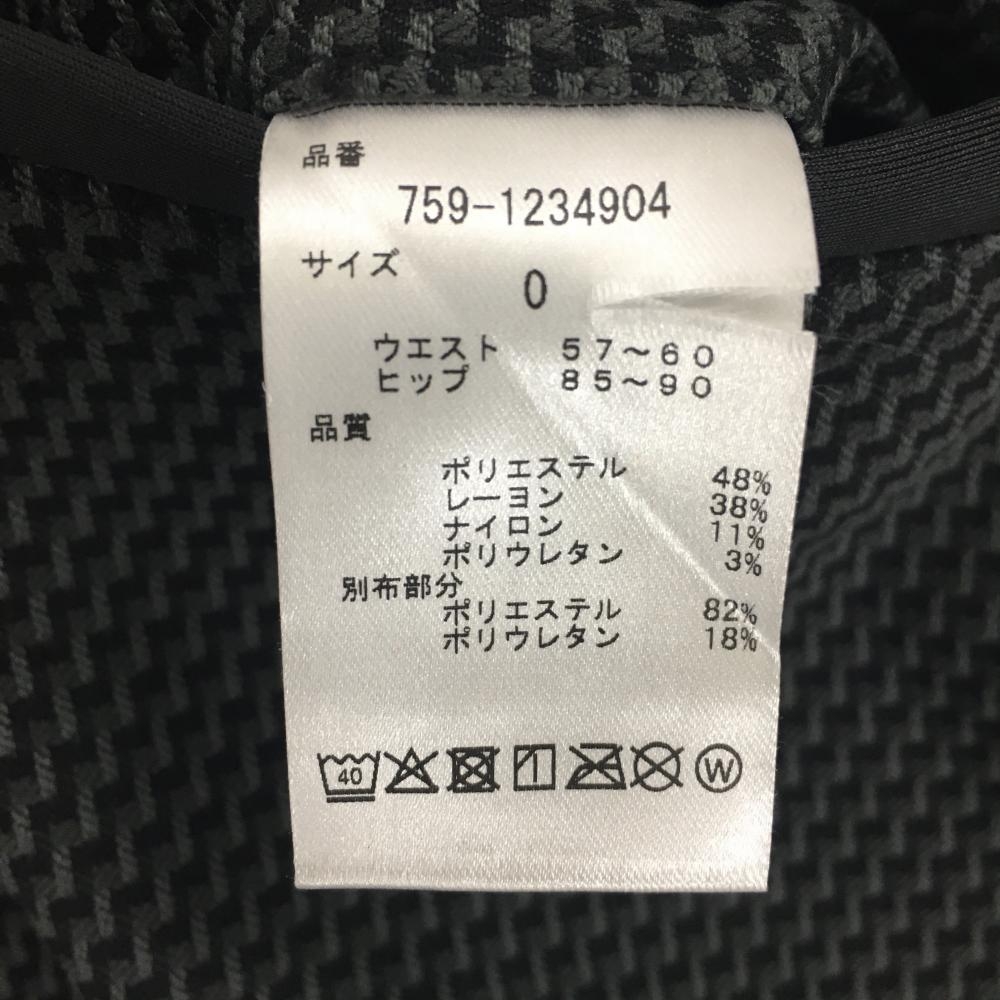 品番
759-1234904
サイズ
0
ウエスト 57～60
ヒップ 85～90
品質
ポリエステル 48%
レーヨン 38%
ナイロン 11%
ポリウレタン 3%
別布部分
ポリエステル 82%
ポリウレタン 18%
40 W